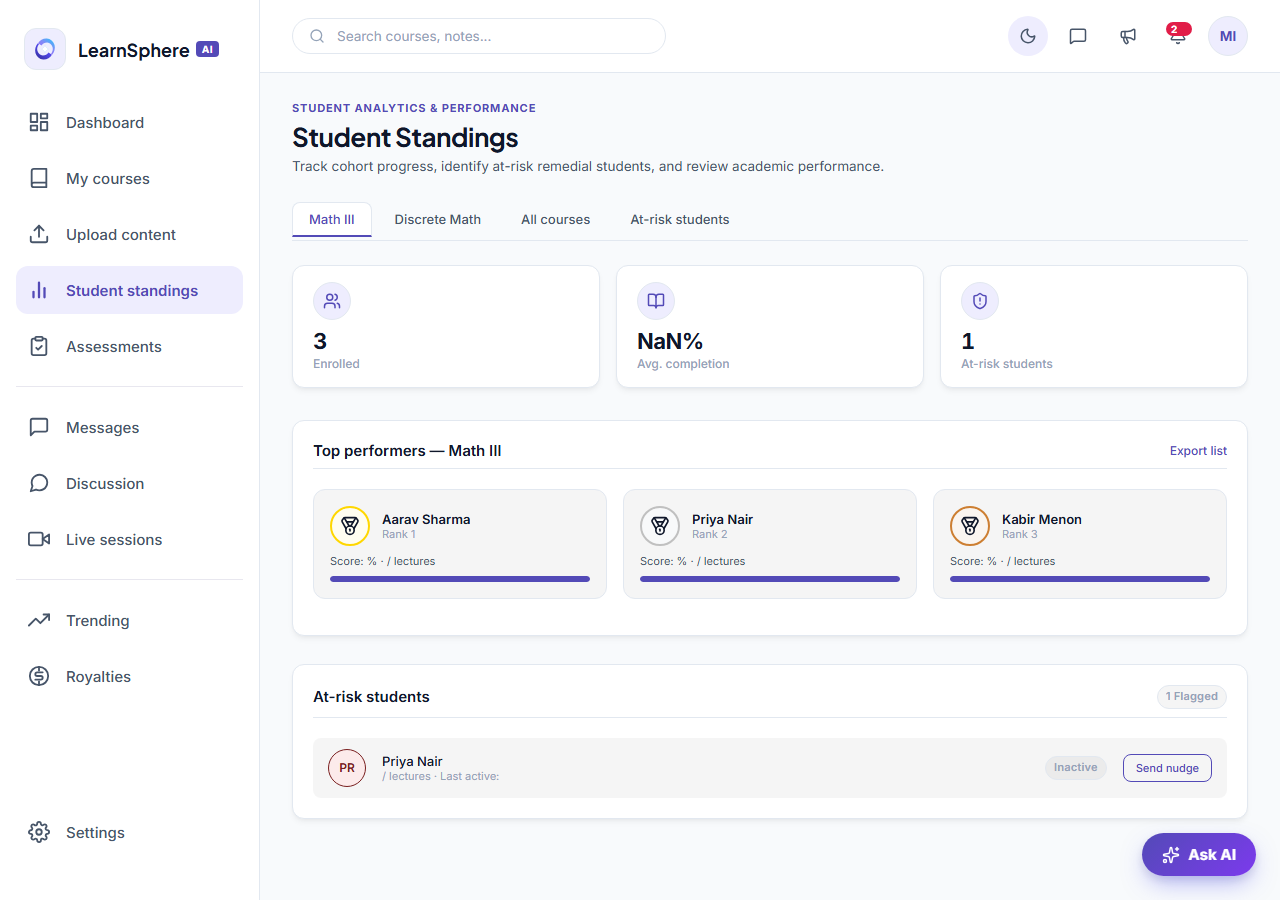 LearnSphere AI
Search courses, notes...
2
MI
Dashboard
My courses
Upload content
Student standings
Assessments
Messages
Discussion
Live sessions
Trending
Royalties
Settings
STUDENT ANALYTICS & PERFORMANCE
Student Standings
Track cohort progress, identify at-risk remedial students, and review academic performance.
Math III Discrete Math All courses At-risk students
3
Enrolled
NaN%
Avg. completion
1
At-risk students
Top performers — Math III Export list
Aarav Sharma
Rank 1
Score: % · / lectures
Priya Nair
Rank 2
Score: % · / lectures
Kabir Menon
Rank 3
Score: % · / lectures
At-risk students 1 Flagged
PR
Priya Nair
/ lectures · Last active:
Inactive Send nudge
Ask AI